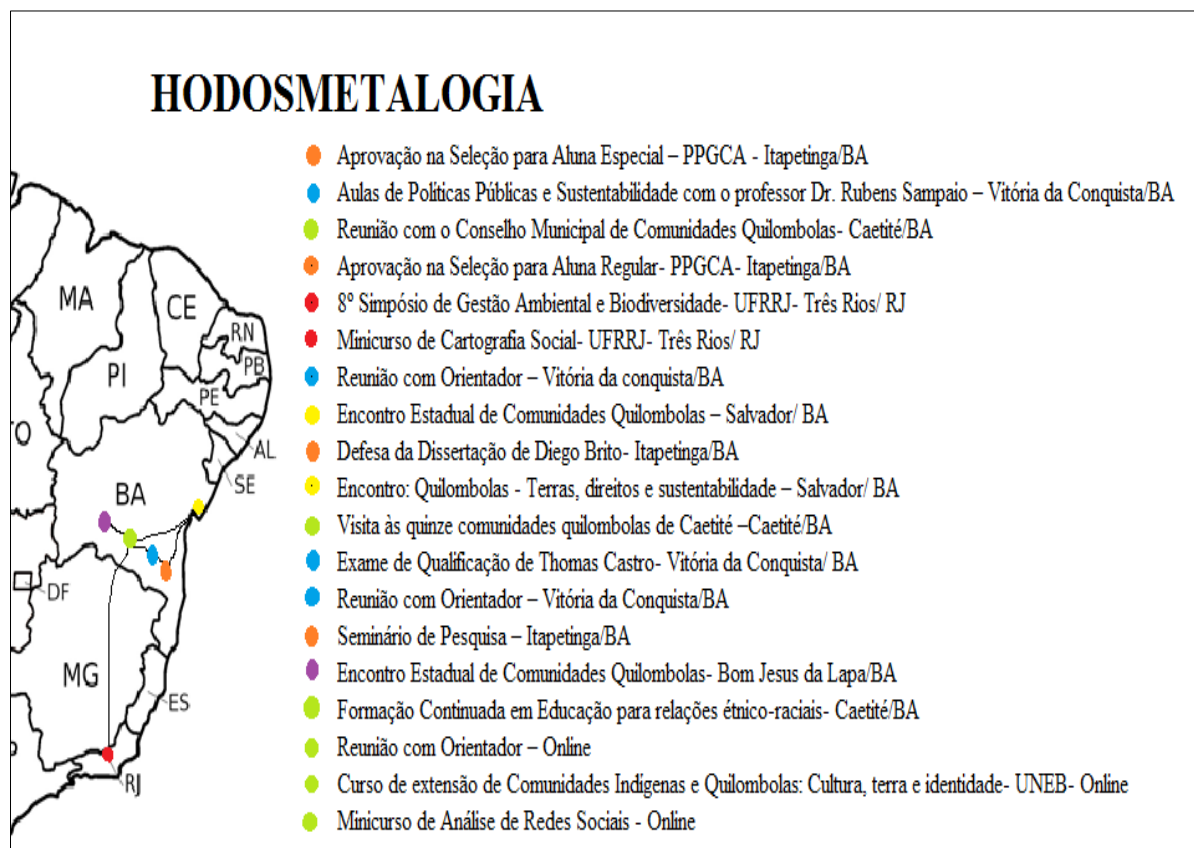 HODOSMETALOGIA
Aprovação na Seleção para Aluna Especial – PPGCA - Itapetinga/BA
Aulas de Políticas Públicas e Sustentabilidade com o professor Dr. Rubens Sampaio – Vitória da Conquista/BA
Reunião com o Conselho Municipal de Comunidades Quilombolas- Caetité/BA
Aprovação na Seleção para Aluna Regular- PPGCA- Itapetinga/BA
8º Simpósio de Gestão Ambiental e Biodiversidade- UFRRJ- Três Rios/ RJ
Minicurso de Cartografia Social- UFRRJ- Três Rios/ RJ
Reunião com Orientador – Vitória da conquista/BA
Encontro Estadual de Comunidades Quilombolas – Salvador/ BA
Defesa da Dissertação de Diego Brito- Itapetinga/BA
Encontro: Quilombolas - Terras, direitos e sustentabilidade – Salvador/ BA
Visita às quinze comunidades quilombolas de Caetité –Caetité/BA
Exame de Qualificação de Thomas Castro- Vitória da Conquista/ BA
Reunião com Orientador – Vitória da Conquista/BA
Seminário de Pesquisa – Itapetinga/BA
Encontro Estadual de Comunidades Quilombolas- Bom Jesus da Lapa/BA
Formação Continuada em Educação para relações étnico-raciais- Caetité/BA
Reunião com Orientador – Online
Curso de extensão de Comunidades Indígenas e Quilombolas: Cultura, terra e identidade- UNEB- Online
Minicurso de Análise de Redes Sociais - Online
MA
CE
RN
PB
PI
PE
AL
SE
BA
DF
MG
ES
RJ